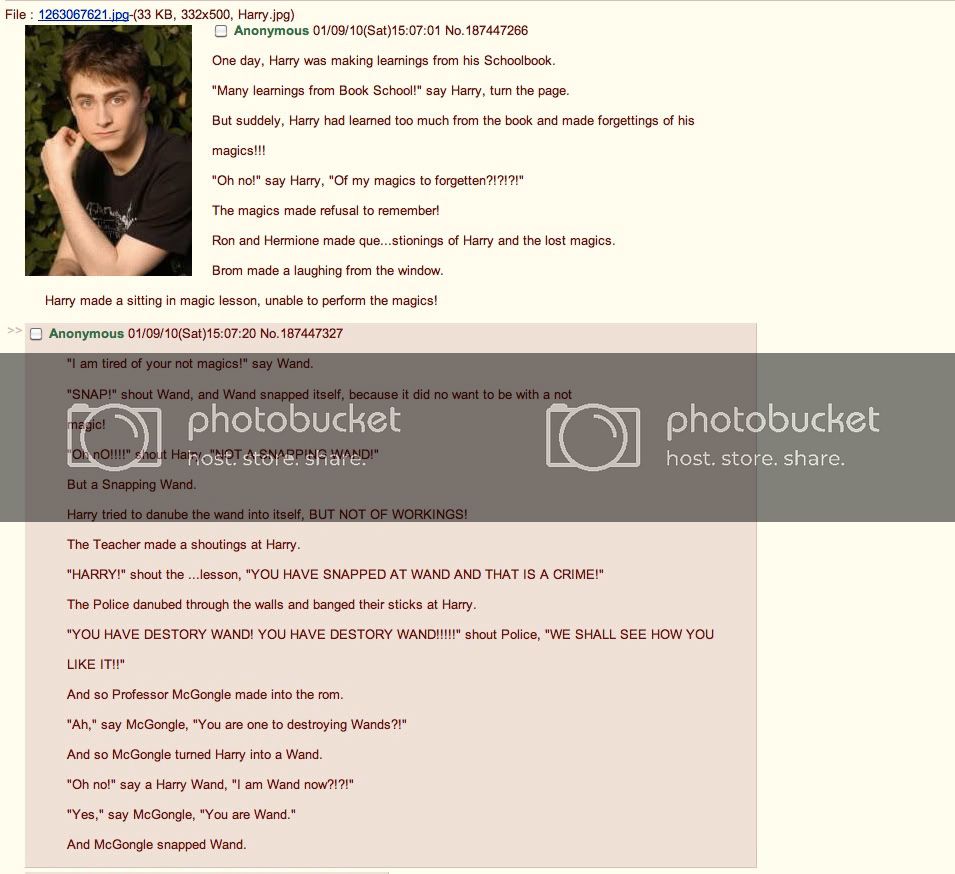 File : 1263067621.jpg-(33 KB, 332x500, Harry.jpg)
Anonymous 01/09/10(Sat)15:07:01 No.187447266
One day, Harry was making learnings from his Schoolbook.
"Many learnings from Book School!" say Harry, turn the page.
But suddely, Harry had learned too much from the book and made forgettings of his
magics!!!
"Oh no!" say Harry, "Of my magics to forgetten?!?!?!"
The magics made refusal to remember!
Ron and Hermione made que...stionings of Harry and the lost magics.
Brom made a laughing from the window.
Harry made a sitting in magic lesson, unable to perform the magics!
>> Anonymous 01/09/10(Sat)15:07:20 No.187447327
"I am tired of your not magics!" say Wand.
"SNAP!" shout Wand, and Wand snapped itself, because it did no want to be with a not
magic!
"Oh nO!!!!" shout Harry, "NOT A SNARPING WAND!"
But a Snapping Wand.
Harry tried to danube the wand into itself, BUT NOT OF WORKINGS!
The Teacher made a shoutings at Harry.
"HARRY!" shout the ...lesson, "YOU HAVE SNAPPED AT WAND AND THAT IS A CRIME!"
The Police danubed through the walls and banged their sticks at Harry.
"YOU HAVE DESTORY WAND! YOU HAVE DESTORY WAND!!!!!" shout Police, "WE SHALL SEE HOW YOU
LIKE IT!!"
And so Professor McGongle made into the rom.
"Ah," say McGongle, "You are one to destroying Wands?!"
And so McGongle turned Harry into a Wand.
"Oh no!" say a Harry Wand, "I am Wand now?!?!"
"Yes," say McGongle, "You are Wand."
And McGongle snapped Wand.
photobucket
host. store. share.
photobucket
host. store. share.